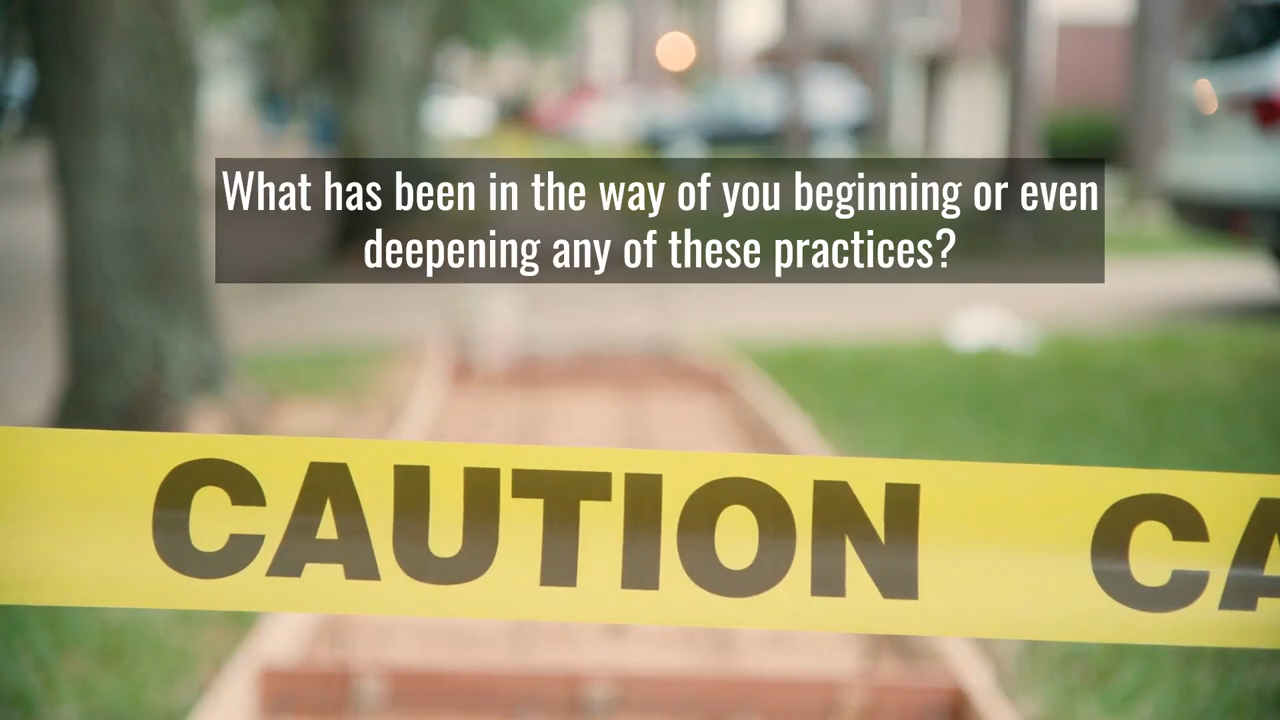 What has been in the way of you beginning or even
deepening any of these practices?
CAUTION CA